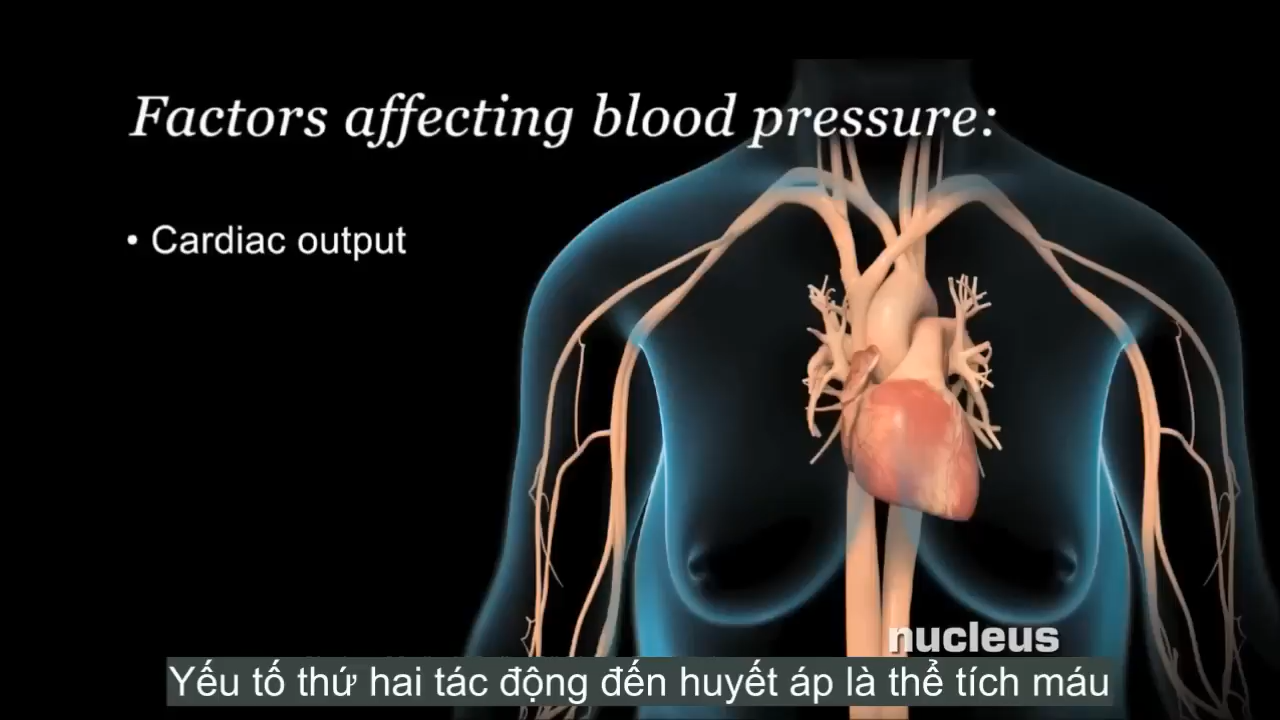 Factors affecting blood pressure:
• Cardiac output
nucleus
Yếu tố thứ hai tác động đến huyết áp là thể tích máu